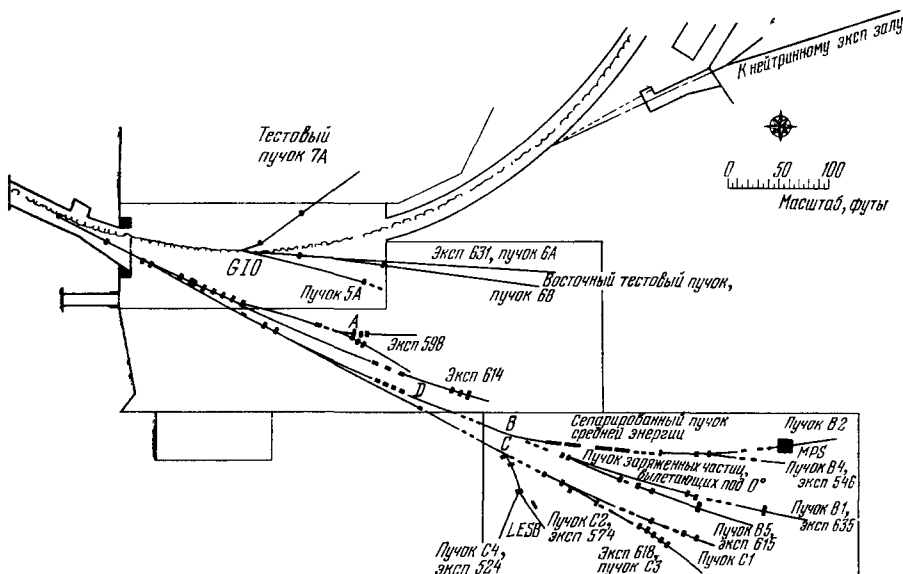 К нейтринному эксп залу
Тестовый
пучок 7А
0 50 100
Масштаб, футы
G10
Эксп 631, пучок 6А
Восточный тестовый пучок,
пучок 6В
Пучок 5А
А
Эксп 598
Эксп 614
D
В
С
Сепарированный пучок
средней энергии
Пучок В2
MPS
Пучок В4,
эксп 546
Пучок заряженных частиц,
вылетающих под 0°
Пучок В1,
эксп 635
Пучок В5,
эксп 615
Пучок С1
Эксп 618,
пучок С3
Пучок С2,
эксп 574
LESB
Пучок С4,
эксп 524